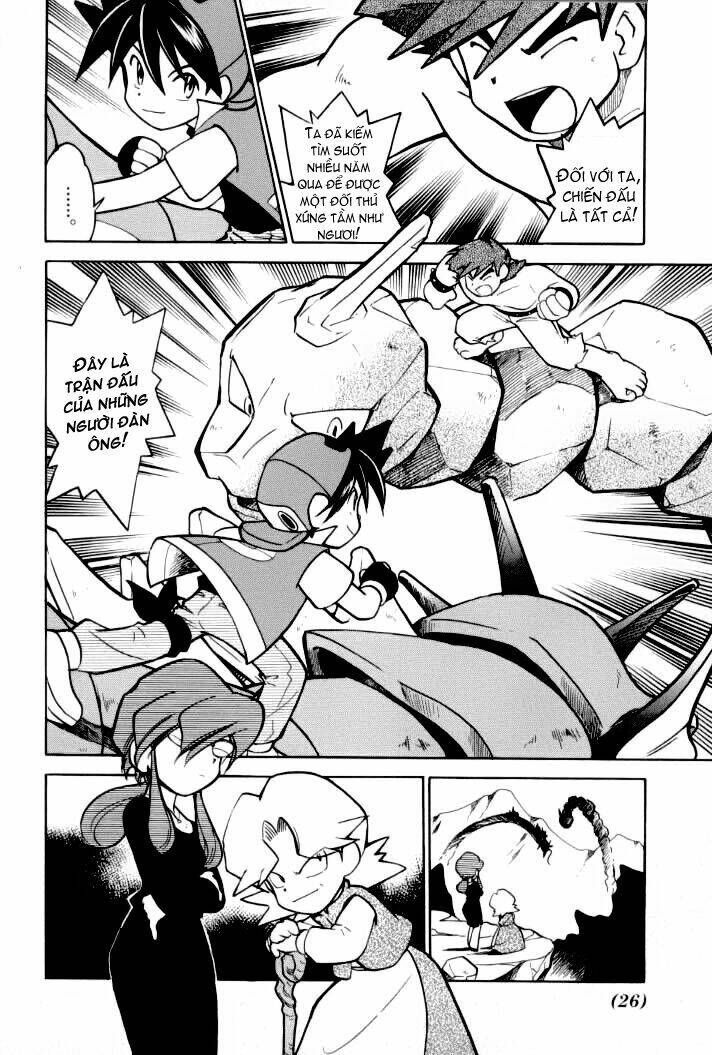 Đối với ta,
chiến đấu
là tất cả!
Ta đã kiếm
tìm suốt
nhiều năm
qua để được
một đối thủ
xứng tầm như
ngươi!
......
Đây là
trận đấu
của những
người đàn
ông!
(26)